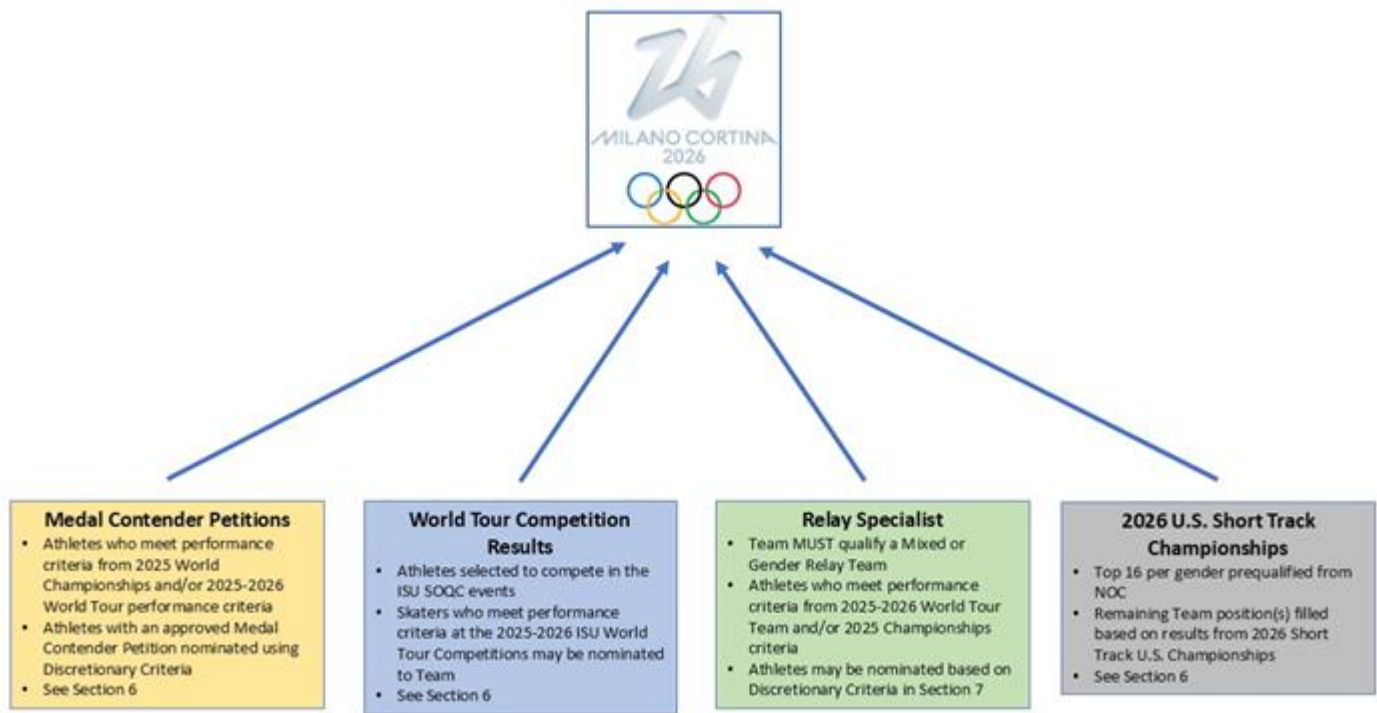 26
MILANO CORTINA
2026
Medal Contender Petitions
• Athletes who meet performance
criteria from 2025 World
Championships and/or 2025-2026
World Tour performance criteria
• Athletes with an approved Medal
Contender Petition nominated using
Discretionary Criteria
• See Section 6
World Tour Competition
Results
• Athletes selected to compete in the
ISU SOQC events
• Skaters who meet performance
criteria at the 2025-2026 ISU World
Tour Competitions may be nominated
to Team
• See Section 6
Relay Specialist
• Team MUST qualify a Mixed or
Gender Relay Team
• Athletes who meet performance
criteria from 2025-2026 World Tour
Team and/or 2025 Championships
criteria
• Athletes may be nominated based on
Discretionary Criteria in Section 7
2026 U.S. Short Track
Championships
• Top 16 per gender prequalified from
NOC
• Remaining Team position(s) filled
based on results from 2026 Short
Track U.S. Championships
• See Section 6